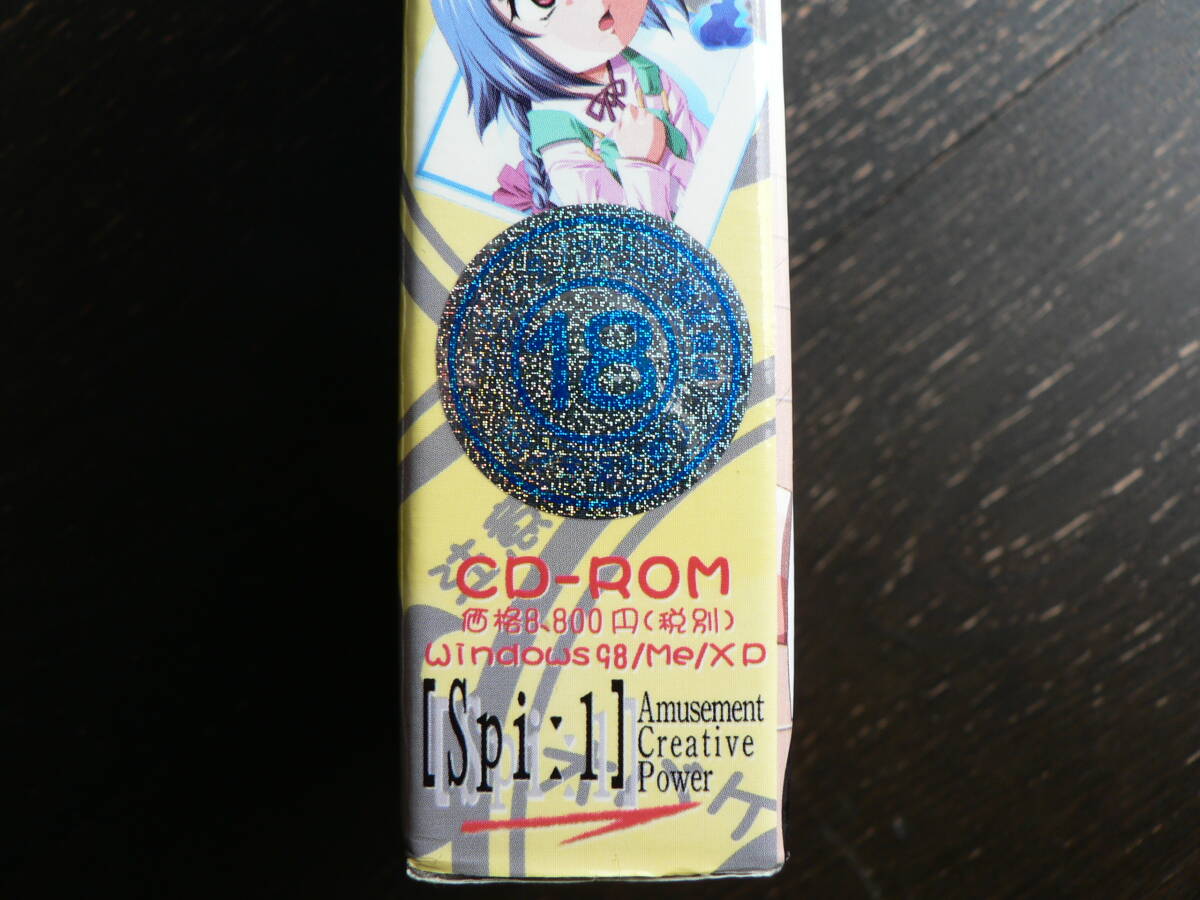 18
CD-ROM
価格8,800円(税別)
Windows98/Me/XP
[Spi:l]
Amusement
Creative
Power